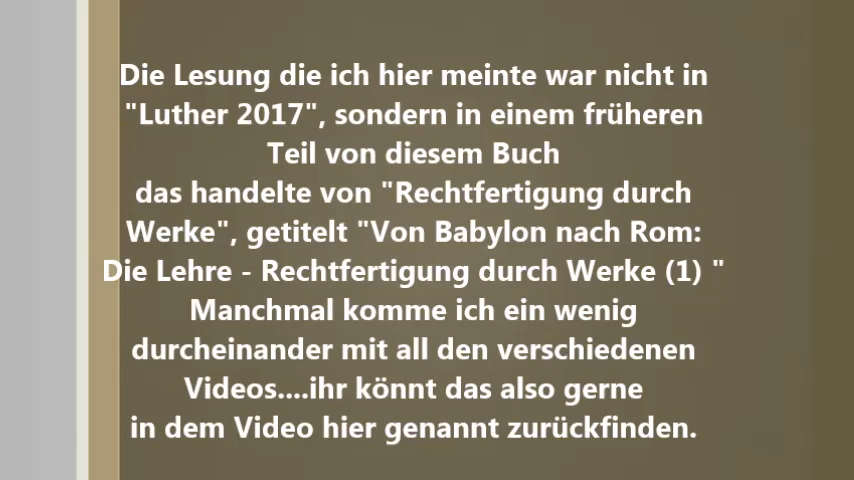 Die Lesung die ich hier meinte war nicht in
"Luther 2017", sondern in einem früheren
Teil von diesem Buch
das handelte von "Rechtfertigung durch
Werke", getitelt "Von Babylon nach Rom:
Die Lehre - Rechtfertigung durch Werke (1) "
Manchmal komme ich ein wenig
durcheinander mit all den verschiedenen
Videos....ihr könnt das also gerne
in dem Video hier genannt zurückfinden.